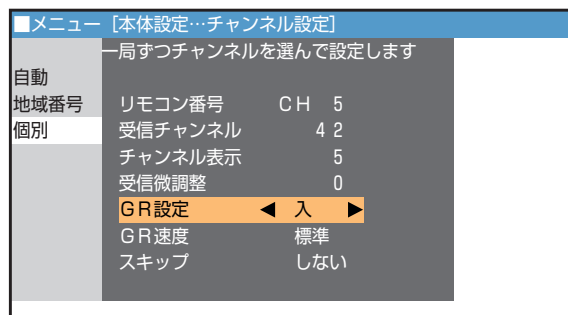 ■メニュー [本体設定…チャンネル設定]
一局ずつチャンネルを選んで設定します
自動
地域番号 リモコン番号 CH 5
個別 受信チャンネル 42
チャンネル表示 5
受信微調整 0
GR設定 ◀ 入 ▶
GR速度 標準
スキップ しない